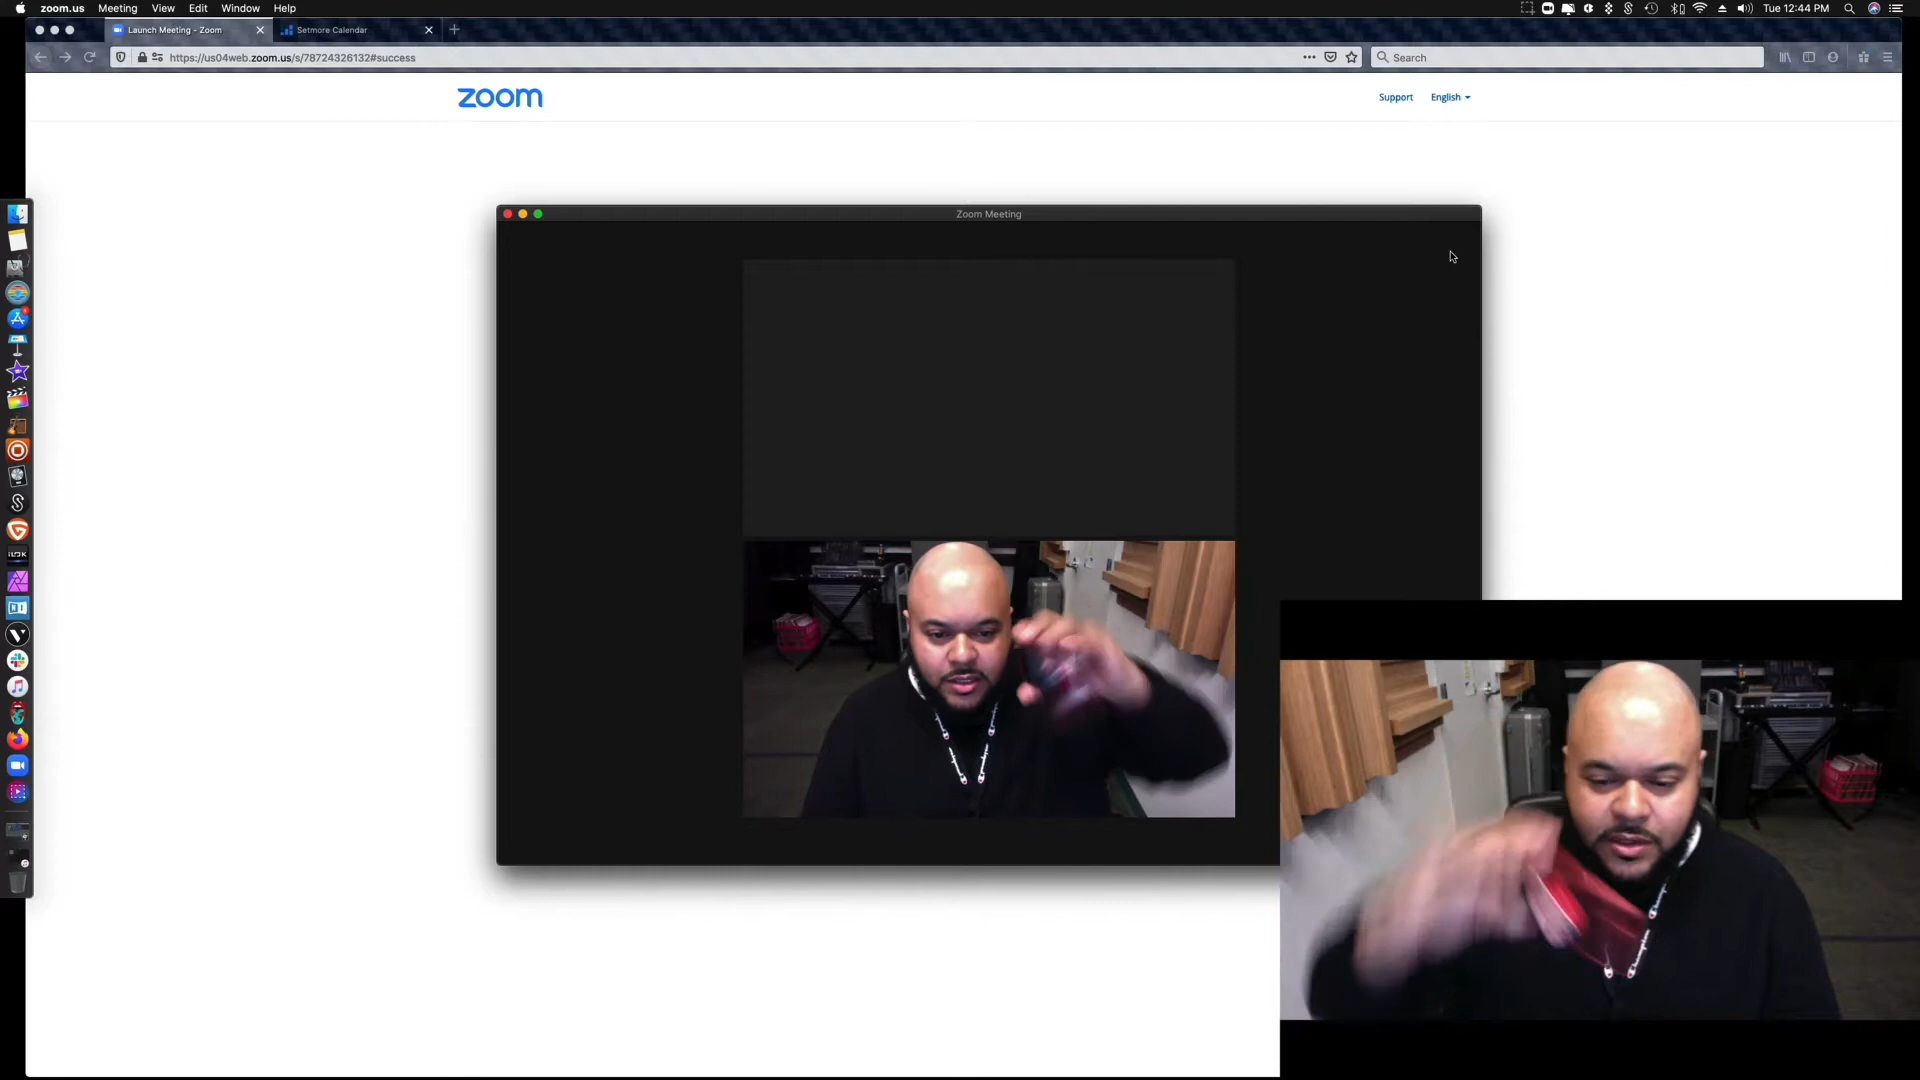 zoom.us Meeting View Edit Window Help Tue 12:44 PM
Launch Meeting - Zoom Setmore Calendar
https://us04web.zoom.us/s/78724326132#success Search
zoom Support English
Zoom Meeting